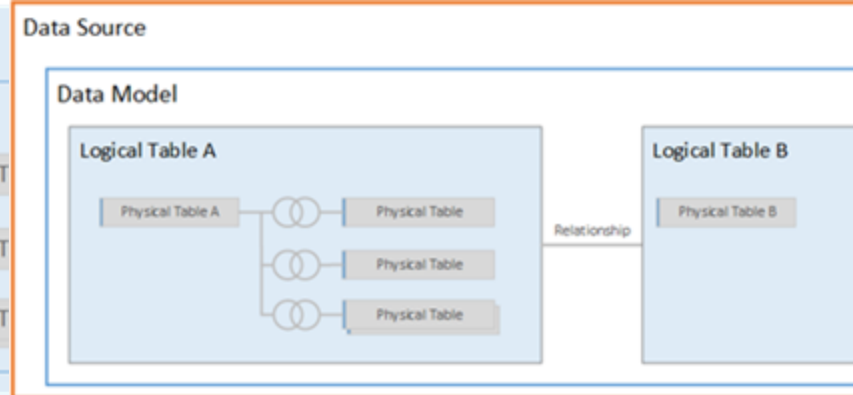 Data Source
Data Model
Logical Table A
Logical Table B
Physical Table A
Physical Table
Physical Table B
Relationship
Physical Table
Physical Table
T
T
T